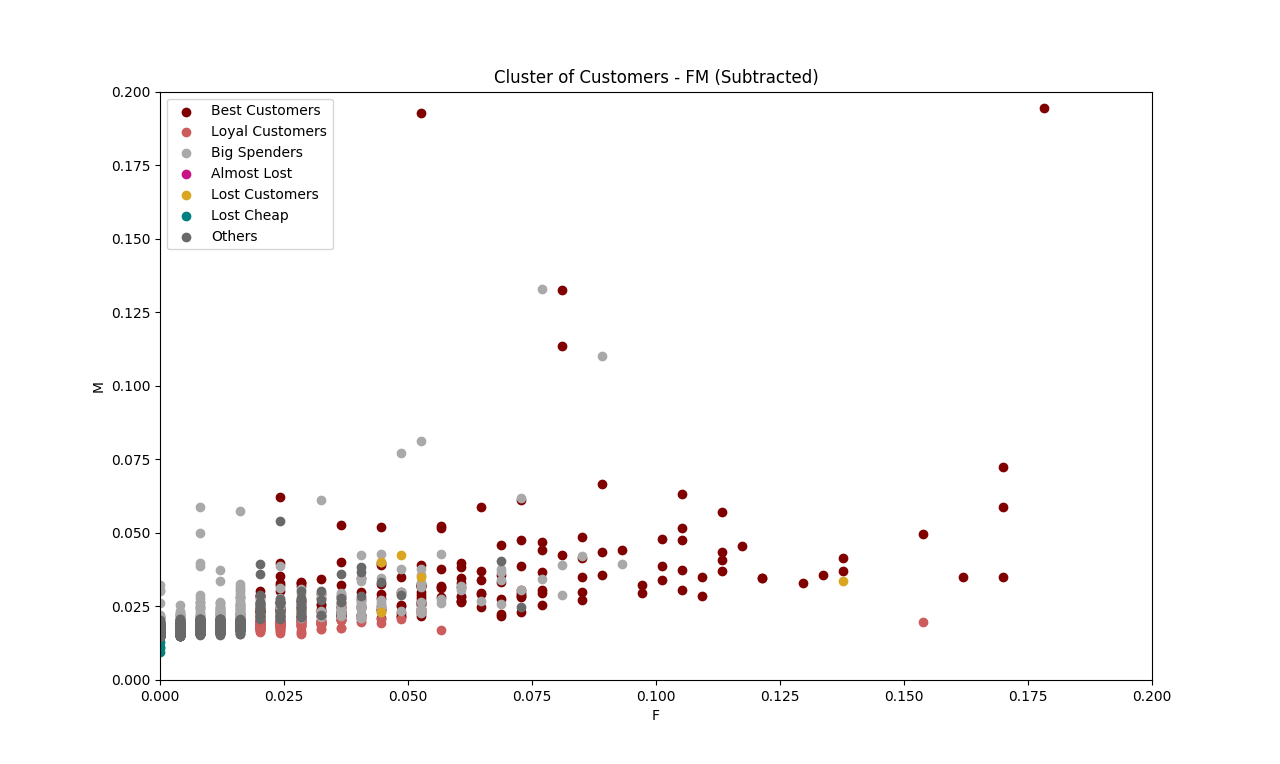 Cluster of Customers - FM (Subtracted)
0.200
0.175
0.150
0.125
0.100
0.075
0.050
0.025
0.000
M
Best Customers
Loyal Customers
Big Spenders
Almost Lost
Lost Customers
Lost Cheap
Others
0.000 0.025 0.050 0.075 0.100 0.125 0.150 0.175 0.200
F